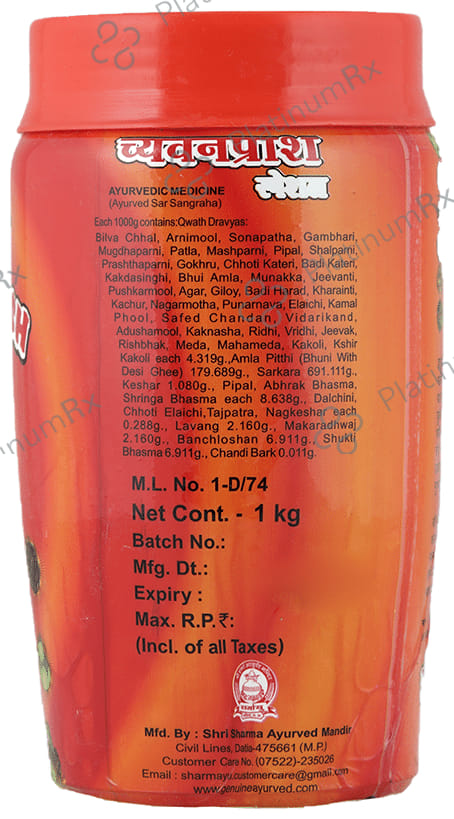 PlatinumRx
च्यवनप्राश
स्पेशल
AYURVEDIC MEDICINE
(Ayurved Sar Sangraha)
Each 1000g contains:Qwath Dravyas:
Bilva Chhal, Arnimool, Sonapatha, Gambhari,
Mugdhaparni, Patla, Mashparni, Pipal, Shalparni,
Prashthaparni, Gokhru, Chhoti Kateri, Badi Kateri,
Kakdasinghi, Bhui Amla, Munakka, Jeevanti,
Pushkarmool, Agar, Giloy, Badi Harad, Kharainti,
Kachur, Nagarmotha, Punarnava, Elaichi, Kamal
Phool, Safed Chandan, Vidarikand,
Adushamool, Kaknasha, Ridhi, Vridhi, Jeevak,
Rishbhak, Meda, Mahameda, Kakoli, Kshir
Kakoli each 4.319g.,Amla Pitthi (Bhuni With
Desi Ghee) 179.689g., Sarkara 691.111g.,
Keshar 1.080g., Pipal, Abhrak Bhasma,
Shringa Bhasma each 8.638g., Dalchini,
Chhoti Elaichi,Tajpatra, Nagkeshar each
0.288g., Lavang 2.160g., Makaradhwaj
2.160g., Banchloshan 6.911g., Shukti
Bhasma 6.911g., Chandi Bark 0.011g.
M.L. No. 1-D/74
Net Cont. - 1 kg
Batch No.:
Mfg. Dt.:
Expiry :
Max. R.P.₹:
(Incl. of all Taxes)
Mfd. By : Shri Sharma Ayurved Mandir
Civil Lines, Datia-475661 (M.P.)
Customer Care No. (07522)-235026
Email : sharmayu.customercare@gmail.com
www.genuineayurved.com